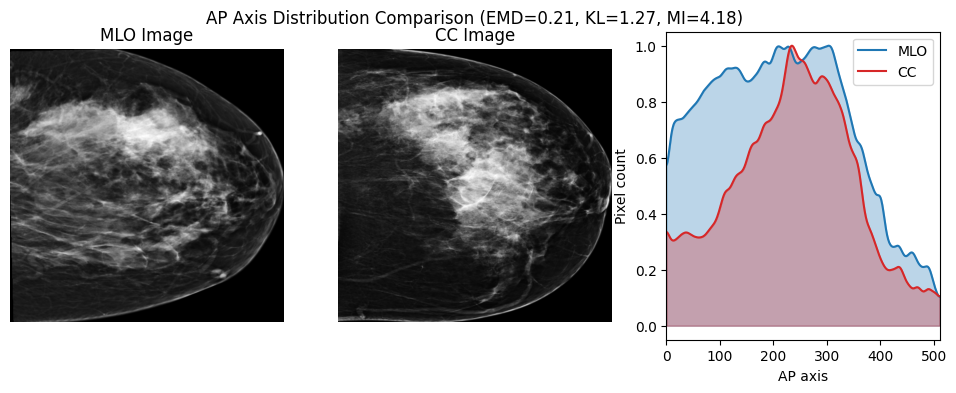 AP Axis Distribution Comparison (EMD=0.21, KL=1.27, MI=4.18)
MLO Image
CC Image
MLO
CC
Pixel count
1.0
0.8
0.6
0.4
0.2
0.0
0 100 200 300 400 500
AP axis